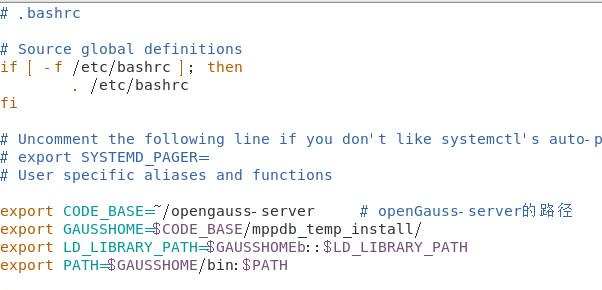 # .bashrc
# Source global definitions
if [ -f /etc/bashrc ]; then
. /etc/bashrc
fi
# Uncomment the following line if you don't like systemctl's auto-p
# export SYSTEMD_PAGER=
# User specific aliases and functions
export CODE_BASE=~/opengauss-server # openGauss-server的路径
export GAUSSHOME=$CODE_BASE/mppdb_temp_install/
export LD_LIBRARY_PATH=$GAUSSHOMEb::$LD_LIBRARY_PATH
export PATH=$GAUSSHOME/bin:$PATH